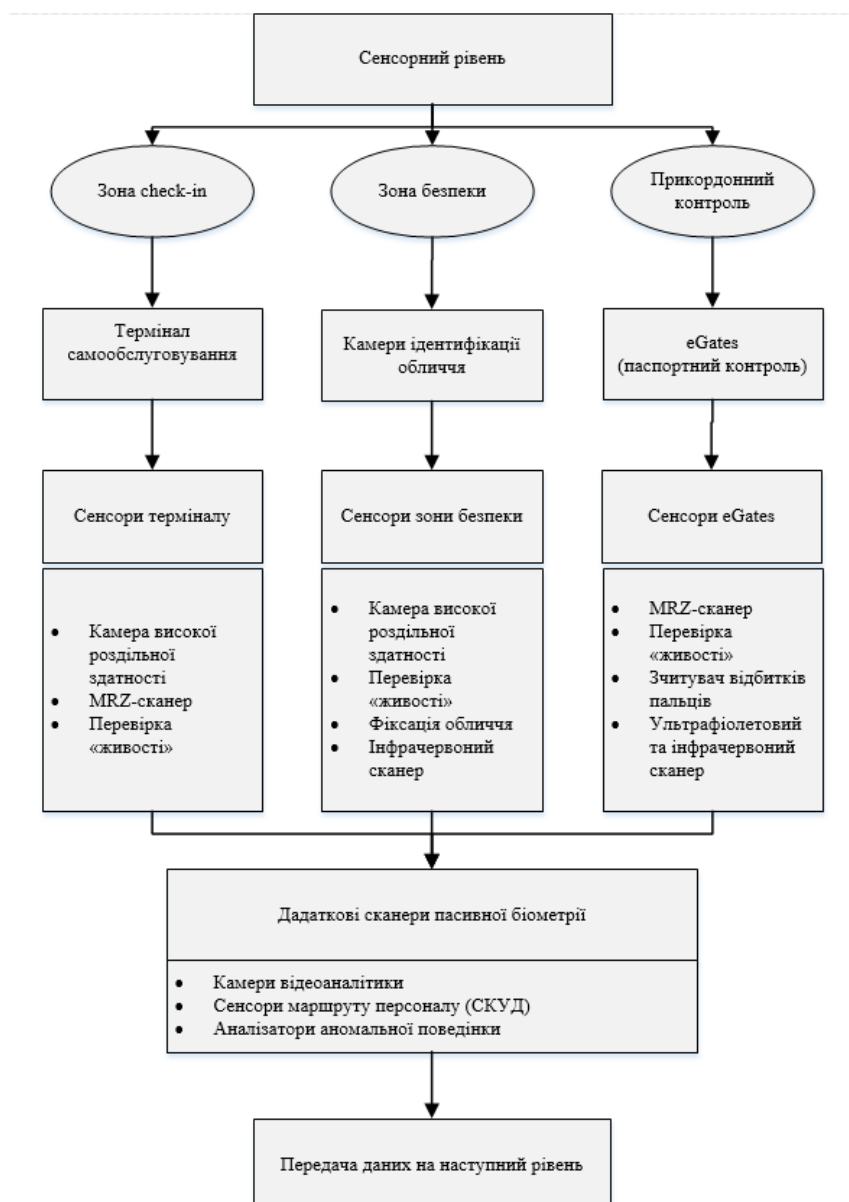 Сенсорний рівень
Зона check-in
Зона безпеки
Прикордонний
контроль
Термінал
самообслуговування
Камери ідентифікації
обличчя
eGates
(паспортний контроль)
Сенсори терміналу
Сенсори зони безпеки
Сенсори eGates
• Камера високої
роздільної
здатності
• MRZ-сканер
• Перевірка
«живості»
• Камера високої
роздільної
здатності
• Перевірка
«живості»
• Фіксація обличчя
• Інфрачервоний
сканер
• MRZ-сканер
• Перевірка
«живості»
• Зчитувач відбитків
пальців
• Ультрафіолетовий
та інфрачервоний
сканер
Дадаткові сканери пасивної біометрії
• Камери відеоаналітики
• Сенсори маршруту персоналу (СКУД)
• Аналізатори аномальної поведінки
Передача даних на наступний рівень